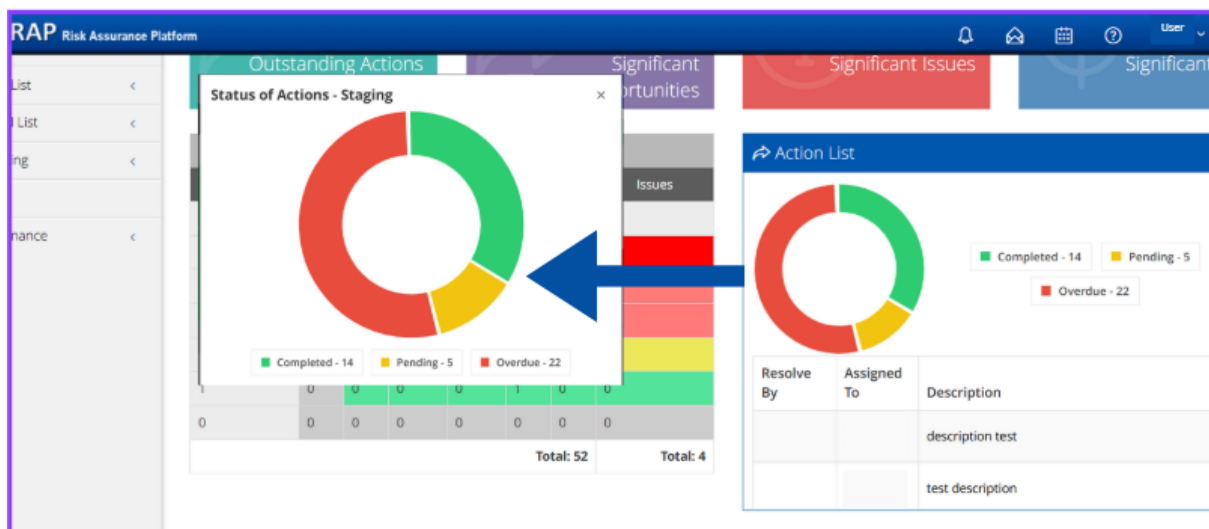 RAP Risk Assurance Platform
User
List
List
ng
nance
Outstanding Actions
Significant
Significant Issues
Significant
Status of Actions - Staging ×
Completed - 14 Pending - 5 Overdue - 22
Issues
0 0 0 0 1 0 0
0 0 0 0 0 0 0 0
Total: 52 Total: 4
Action List
Completed - 14 Pending - 5
Overdue - 22
Resolve By
Assigned To
Description
description test
test description